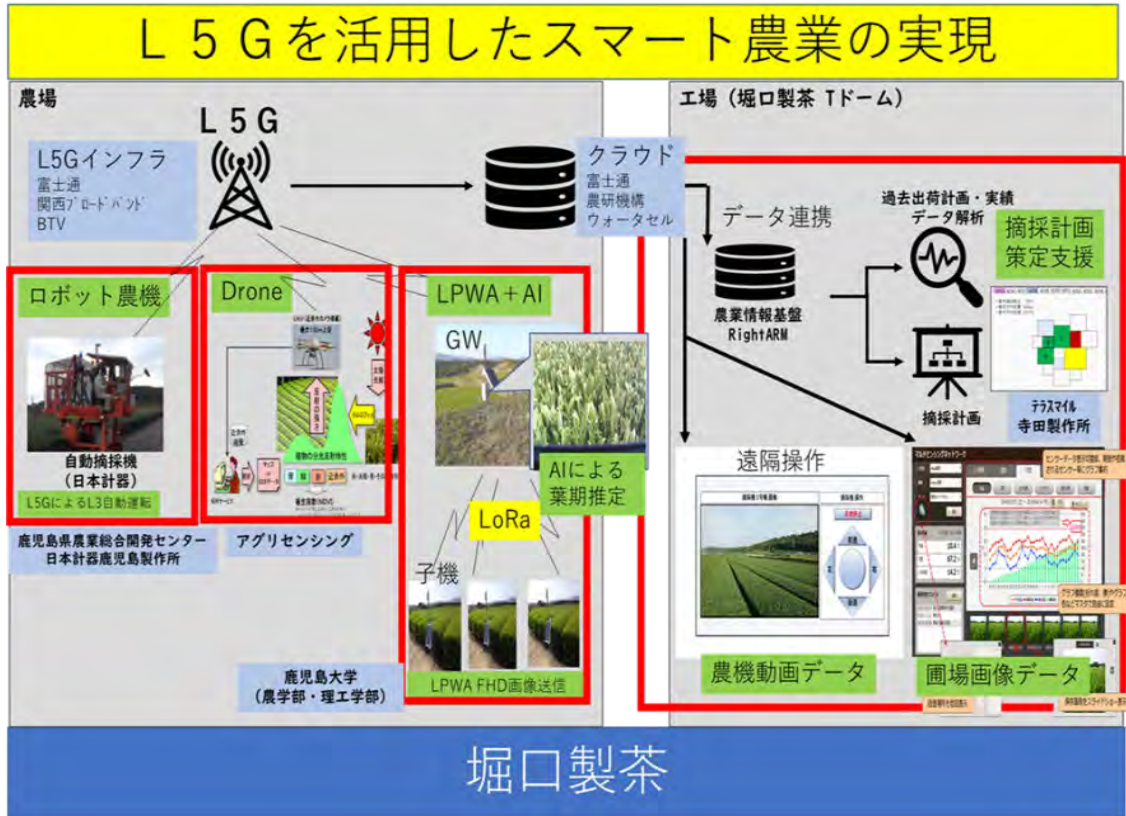 Ｌ５Ｇを活用したスマート農業の実現
農場
Ｌ５Ｇ
L5Gインフラ
富士通
関西ﾌﾞﾛｰﾄﾞﾊﾞﾝﾄﾞ
BTV
クラウド
富士通
農研機構
ウォータセル
ロボット農機
自動摘採機
（日本計器）
L5GによるL3自動運転
鹿児島県農業総合開発センター
日本計器鹿児島製作所
Drone
アグリセンシング
LPWA＋AI
GW
AIによる
葉期推定
LoRa
子機
LPWA FHD画像送信
鹿児島大学
（農学部・理工学部）
工場（堀口製茶 Tドーム）
データ連携
農業情報基盤
RightARM
過去出荷計画・実績
データ解析
摘採計画
策定支援
摘採計画
テラスマイル
寺田製作所
遠隔操作
農機動画データ
圃場画像データ
堀口製茶